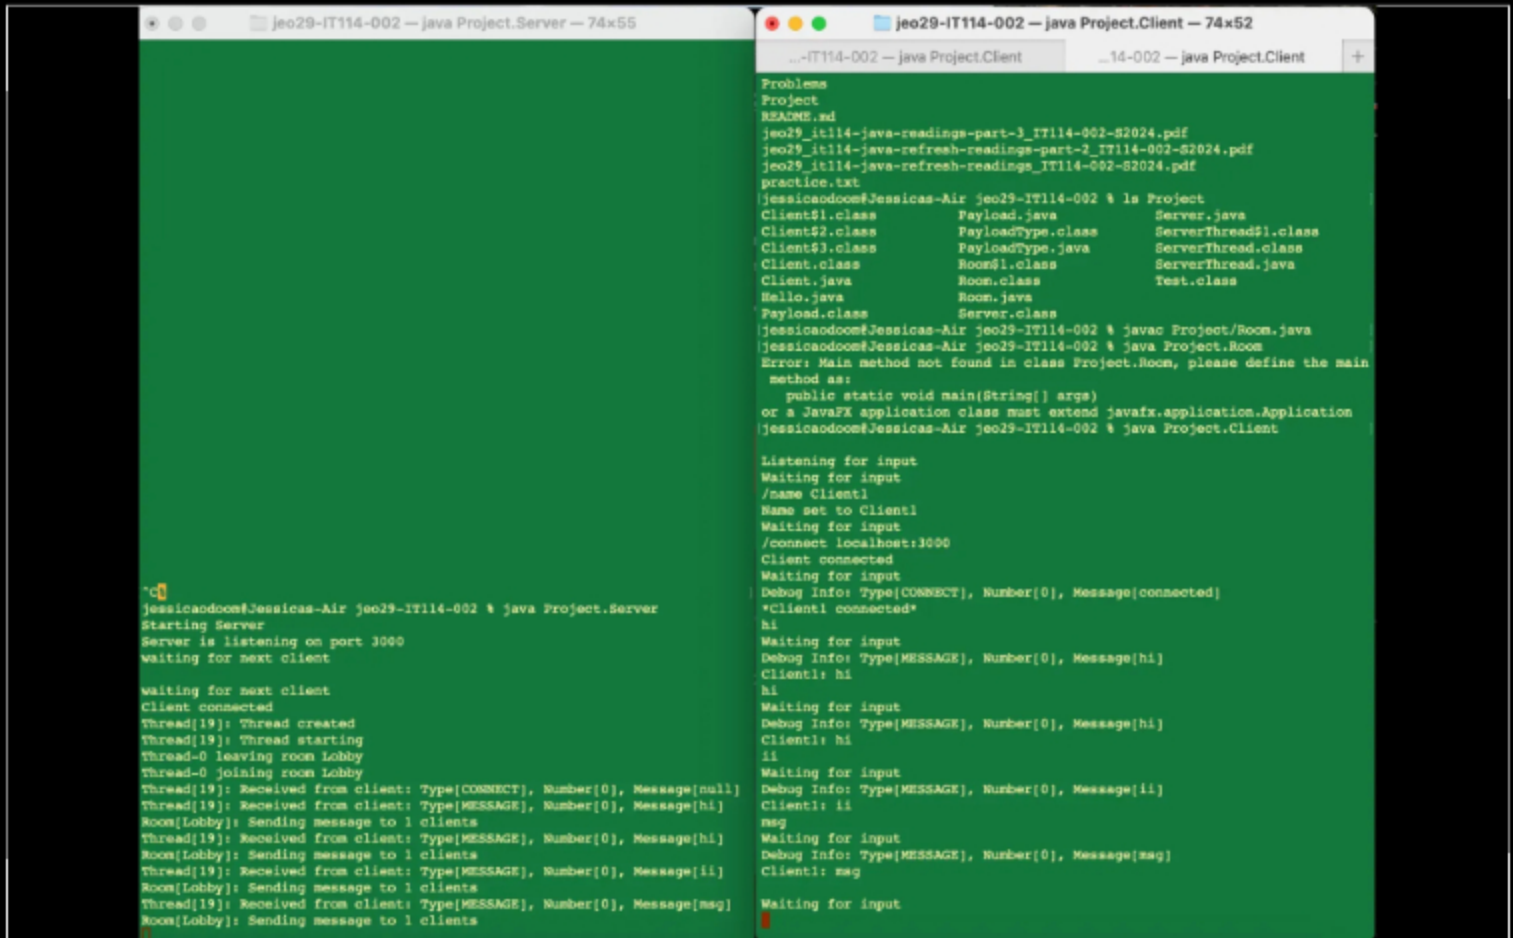 jeo29-IT114-002 — java Project.Server — 74×55
^C
jessicaodoom@Jessicas-Air jeo29-IT114-002 % java Project.Server
Starting Server
Server is listening on port 3000
waiting for next client
waiting for next client
Client connected
Thread[19]: Thread created
Thread[19]: Thread starting
Thread-0 leaving room Lobby
Thread-0 joining room Lobby
Thread[19]: Received from client: Type[CONNECT], Number[0], Message[null]
Thread[19]: Received from client: Type[MESSAGE], Number[0], Message[hi]
Room[Lobby]: Sending message to 1 clients
Thread[19]: Received from client: Type[MESSAGE], Number[0], Message[hi]
Room[Lobby]: Sending message to 1 clients
Thread[19]: Received from client: Type[MESSAGE], Number[0], Message[ii]
Room[Lobby]: Sending message to 1 clients
Thread[19]: Received from client: Type[MESSAGE], Number[0], Message[msg]
Room[Lobby]: Sending message to 1 clients
jeo29-IT114-002 — java Project.Client — 74×52
...-IT114-002 — java Project.Client
...14-002 — java Project.Client
+
Problems
Project
README.md
jeo29_it114-java-readings-part-3_IT114-002-S2024.pdf
jeo29_it114-java-refresh-readings-part-2_IT114-002-S2024.pdf
jeo29_it114-java-refresh-readings_IT114-002-S2024.pdf
practice.txt
jessicaodoom@Jessicas-Air jeo29-IT114-002 % ls Project
Client$1.class Payload.java Server.java
Client$2.class PayloadType.class ServerThread$1.class
Client$3.class PayloadType.java ServerThread.class
Client.class Room$1.class ServerThread.java
Client.java Room.class Test.class
Hello.java Room.java
Payload.class Server.class
jessicaodoom@Jessicas-Air jeo29-IT114-002 % javac Project/Room.java
jessicaodoom@Jessicas-Air jeo29-IT114-002 % java Project.Room
Error: Main method not found in class Project.Room, please define the main
method as:
public static void main(String[] args)
or a JavaFX application class must extend javafx.application.Application
jessicaodoom@Jessicas-Air jeo29-IT114-002 % java Project.Client
Listening for input
Waiting for input
/name Client1
Name set to Client1
Waiting for input
/connect localhost:3000
Client connected
Waiting for input
Debug Info: Type[CONNECT], Number[0], Message[connected]
*Client1 connected*
hi
Waiting for input
Debug Info: Type[MESSAGE], Number[0], Message[hi]
Client1: hi
hi
Waiting for input
Debug Info: Type[MESSAGE], Number[0], Message[hi]
Client1: hi
ii
Waiting for input
Debug Info: Type[MESSAGE], Number[0], Message[ii]
Client1: ii
msg
Waiting for input
Debug Info: Type[MESSAGE], Number[0], Message[msg]
Client1: msg
Waiting for input